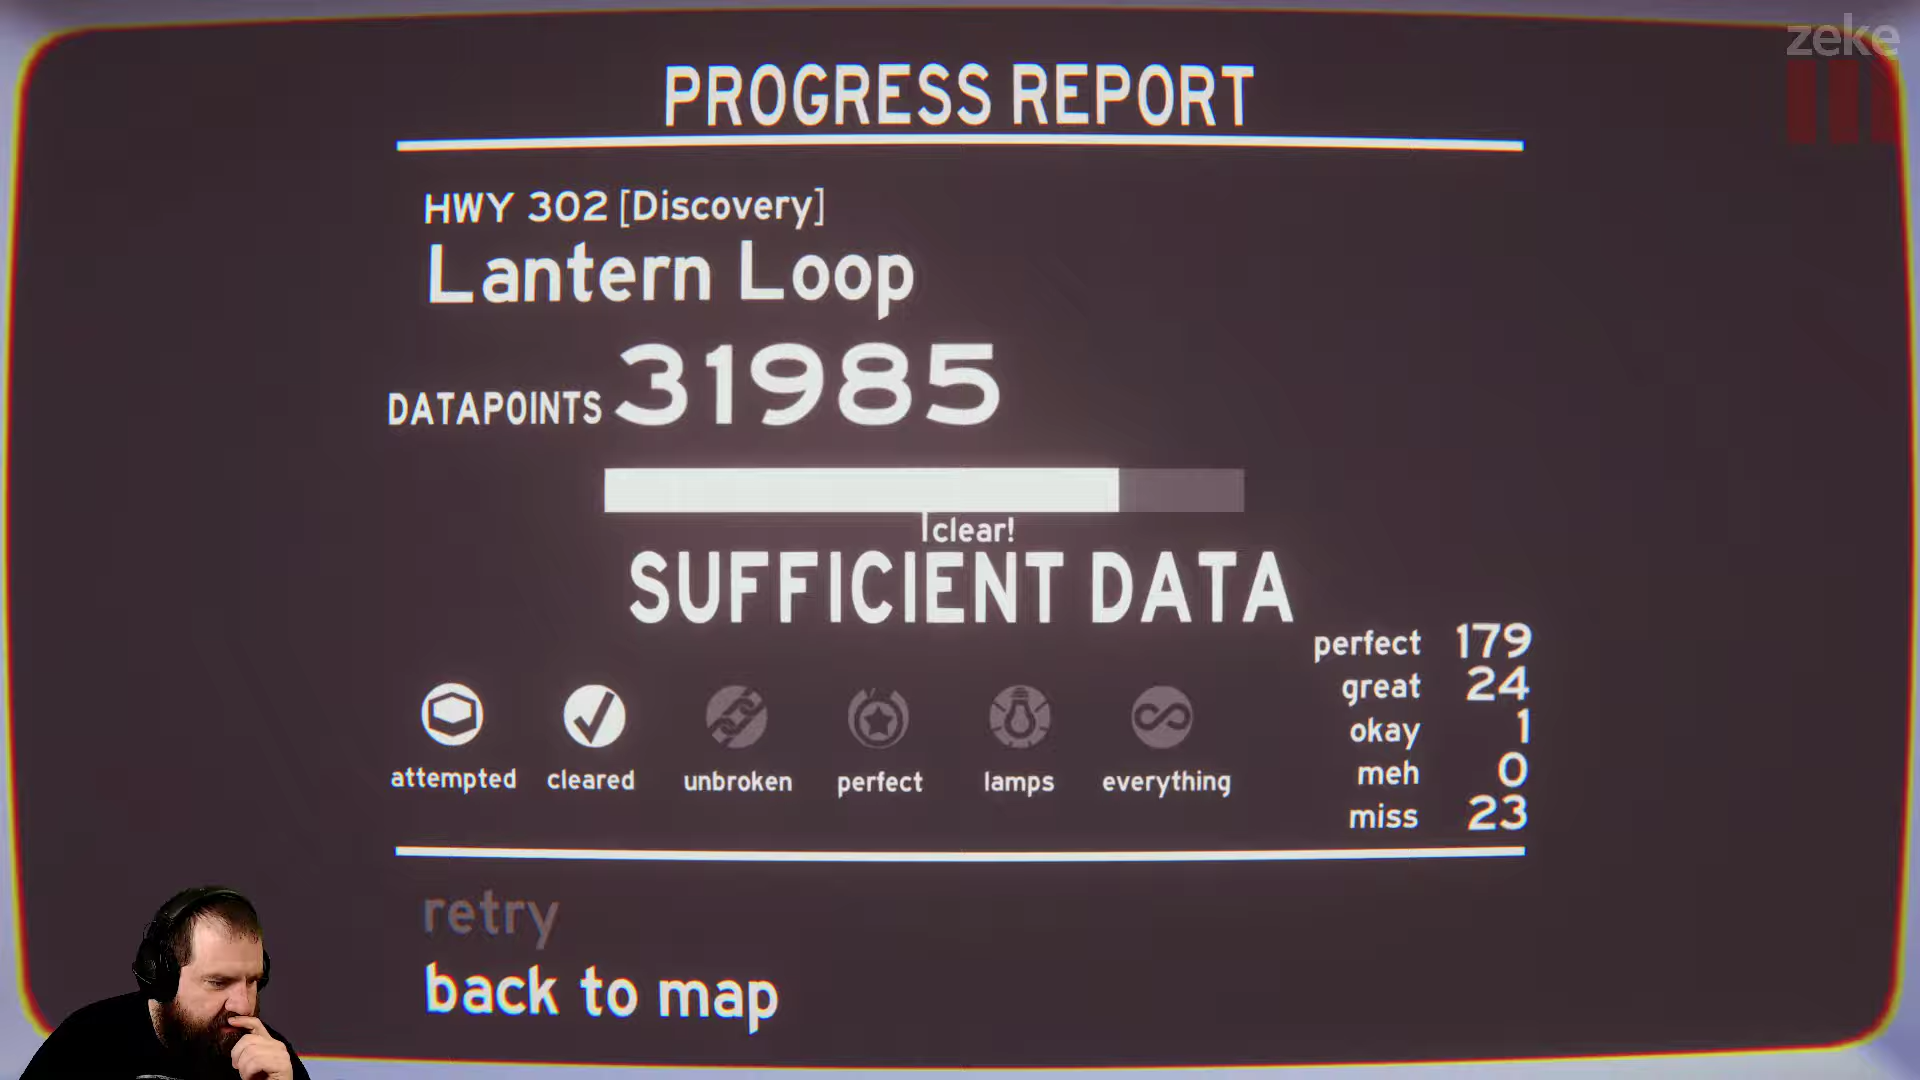 zeke
PROGRESS REPORT
HWY 302 [Discovery]
Lantern Loop
DATAPOINTS 31985
clear!
SUFFICIENT DATA
perfect 179
great 24
okay 1
meh 0
miss 23
attempted cleared unbroken perfect lamps everything
retry
back to map